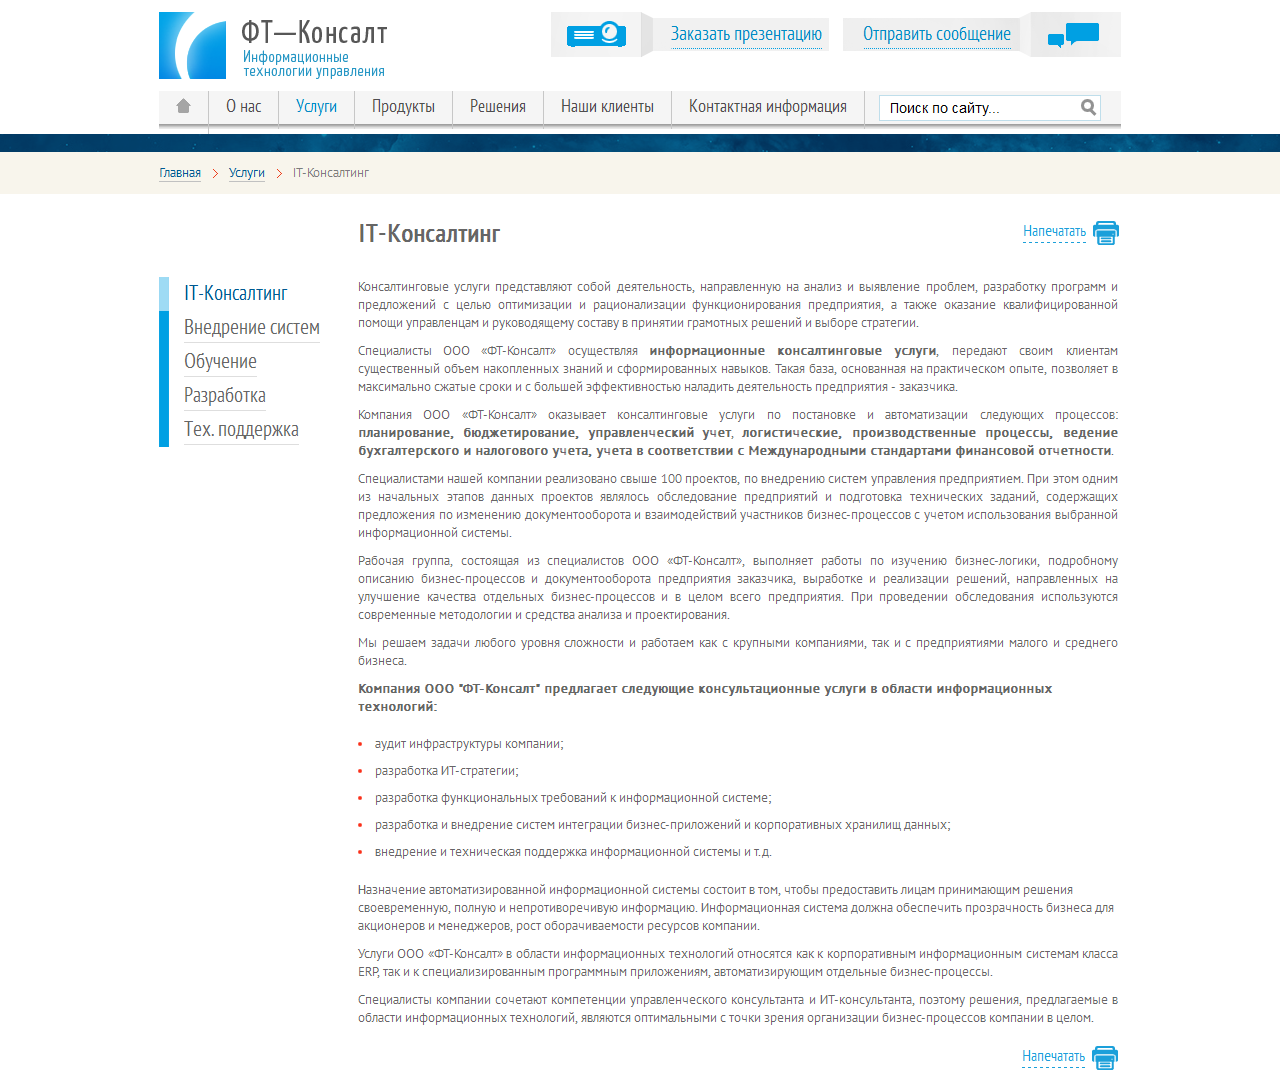 ФТ—Консалт
Информационные
технологии управления
Заказать презентацию
Отправить сообщение
О нас Услуги Продукты Решения Наши клиенты Контактная информация Поиск по сайту...
Главная Услуги IT-Консалтинг
IT-Консалтинг
Напечатать
IT-Консалтинг
Внедрение систем
Обучение
Разработка
Тех. поддержка
Консалтинговые услуги представляют собой деятельность, направленную на анализ и выявление проблем, разработку программ и
предложений с целью оптимизации и рационализации функционирования предприятия, а также оказание квалифицированной
помощи управленцам и руководящему составу в принятии грамотных решений и выборе стратегии.
Специалисты ООО «ФТ-Консалт» осуществляя информационные консалтинговые услуги, передают своим клиентам
существенный объем накопленных знаний и сформированных навыков. Такая база, основанная на практическом опыте, позволяет в
максимально сжатые сроки и с большей эффективностью наладить деятельность предприятия - заказчика.
Компания ООО «ФТ-Консалт» оказывает консалтинговые услуги по постановке и автоматизации следующих процессов:
планирование, бюджетирование, управленческий учет, логистические, производственные процессы, ведение
бухгалтерского и налогового учета, учета в соответствии с Международными стандартами финансовой отчетности.
Специалистами нашей компании реализовано свыше 100 проектов, по внедрению систем управления предприятием. При этом одним
из начальных этапов данных проектов являлось обследование предприятий и подготовка технических заданий, содержащих
предложения по изменению документооборота и взаимодействий участников бизнес-процессов с учетом использования выбранной
информационной системы.
Рабочая группа, состоящая из специалистов ООО «ФТ-Консалт», выполняет работы по изучению бизнес-логики, подробному
описанию бизнес-процессов и документооборота предприятия заказчика, выработке и реализации решений, направленных на
улучшение качества отдельных бизнес-процессов и в целом всего предприятия. При проведении обследования используются
современные методологии и средства анализа и проектирования.
Мы решаем задачи любого уровня сложности и работаем как с крупными компаниями, так и с предприятиями малого и среднего
бизнеса.
Компания ООО "ФТ-Консалт" предлагает следующие консультационные услуги в области информационных
технологий:
аудит инфраструктуры компании;
разработка ИТ-стратегии;
разработка функциональных требований к информационной системе;
разработка и внедрение систем интеграции бизнес-приложений и корпоративных хранилищ данных;
внедрение и техническая поддержка информационной системы и т.д.
Назначение автоматизированной информационной системы состоит в том, чтобы предоставить лицам принимающим решения
своевременную, полную и непротиворечивую информацию. Информационная система должна обеспечить прозрачность бизнеса для
акционеров и менеджеров, рост оборачиваемости ресурсов компании.
Услуги ООО «ФТ-Консалт» в области информационных технологий относятся как к корпоративным информационным системам класса
ERP, так и к специализированным программным приложениям, автоматизирующим отдельные бизнес-процессы.
Специалисты компании сочетают компетенции управленческого консультанта и ИТ-консультанта, поэтому решения, предлагаемые в
области информационных технологий, являются оптимальными с точки зрения организации бизнес-процессов компании в целом.
Напечатать